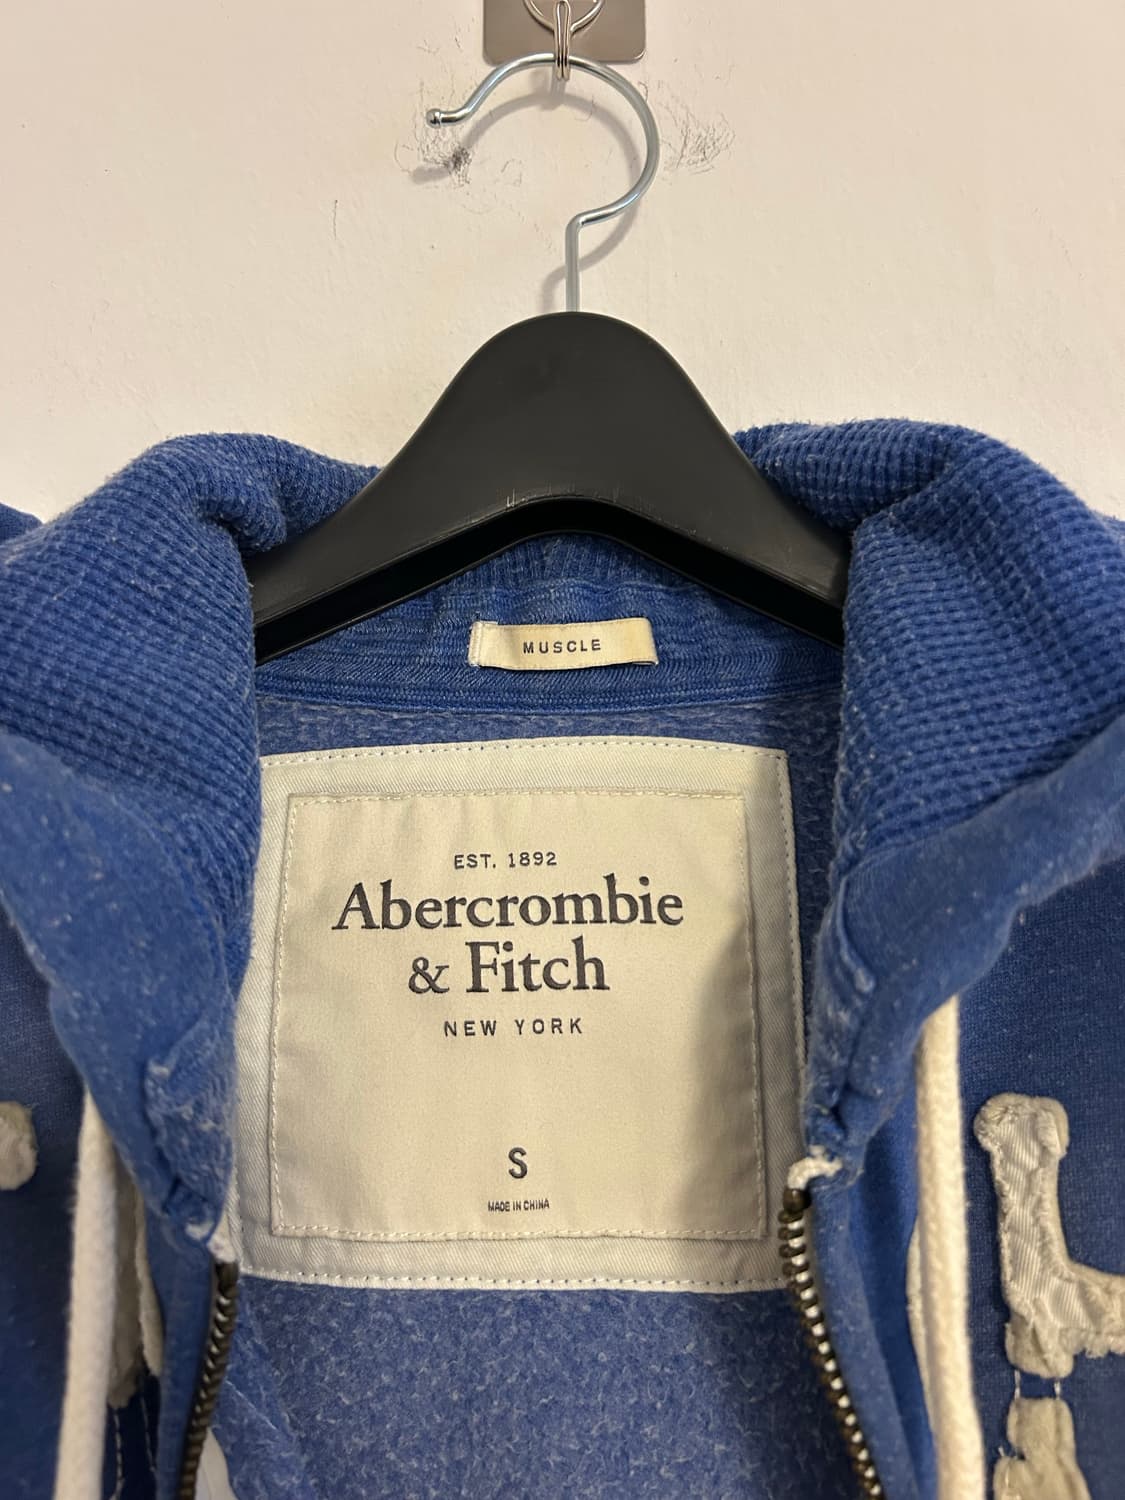 MUSCLE
EST. 1892
Abercrombie
& Fitch
NEW YORK
S
MADE IN CHINA